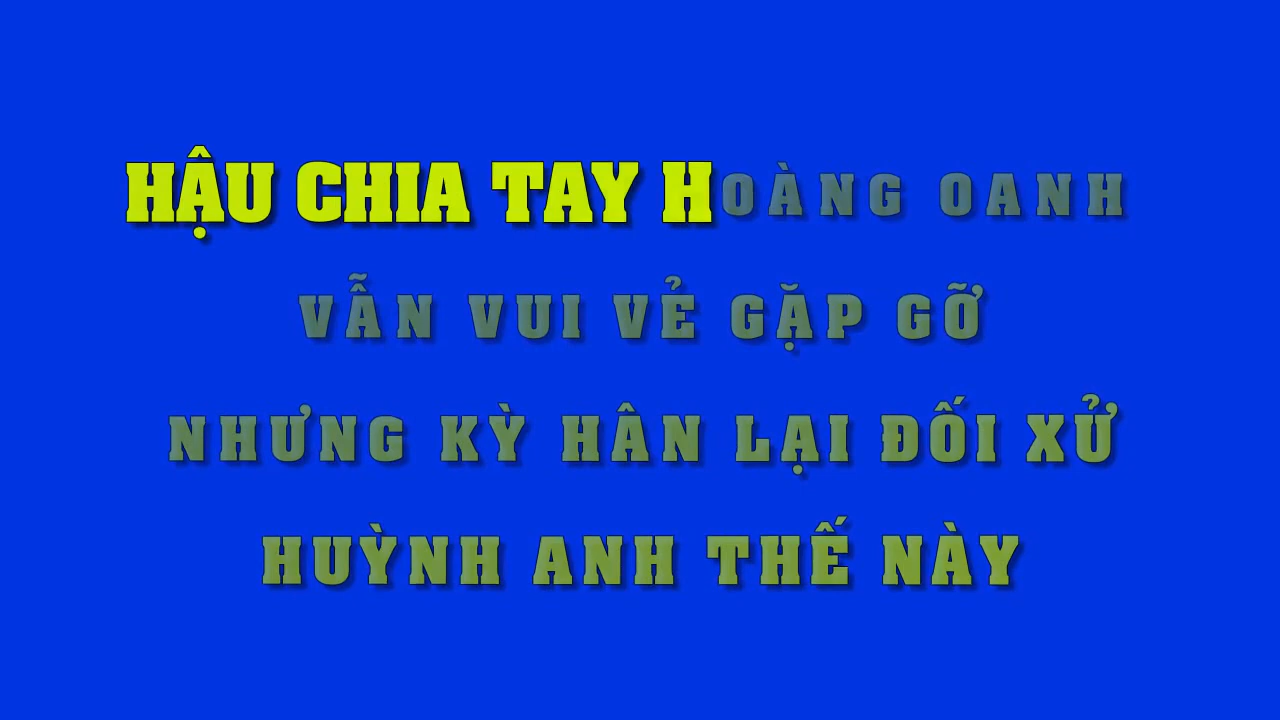 HẬU CHIA TAY HOÀNG OANH
VẪN VUI VẺ GẶP GỠ
NHƯNG KỲ HÂN LẠI ĐỐI XỬ
HUỲNH ANH THẾ NÀY